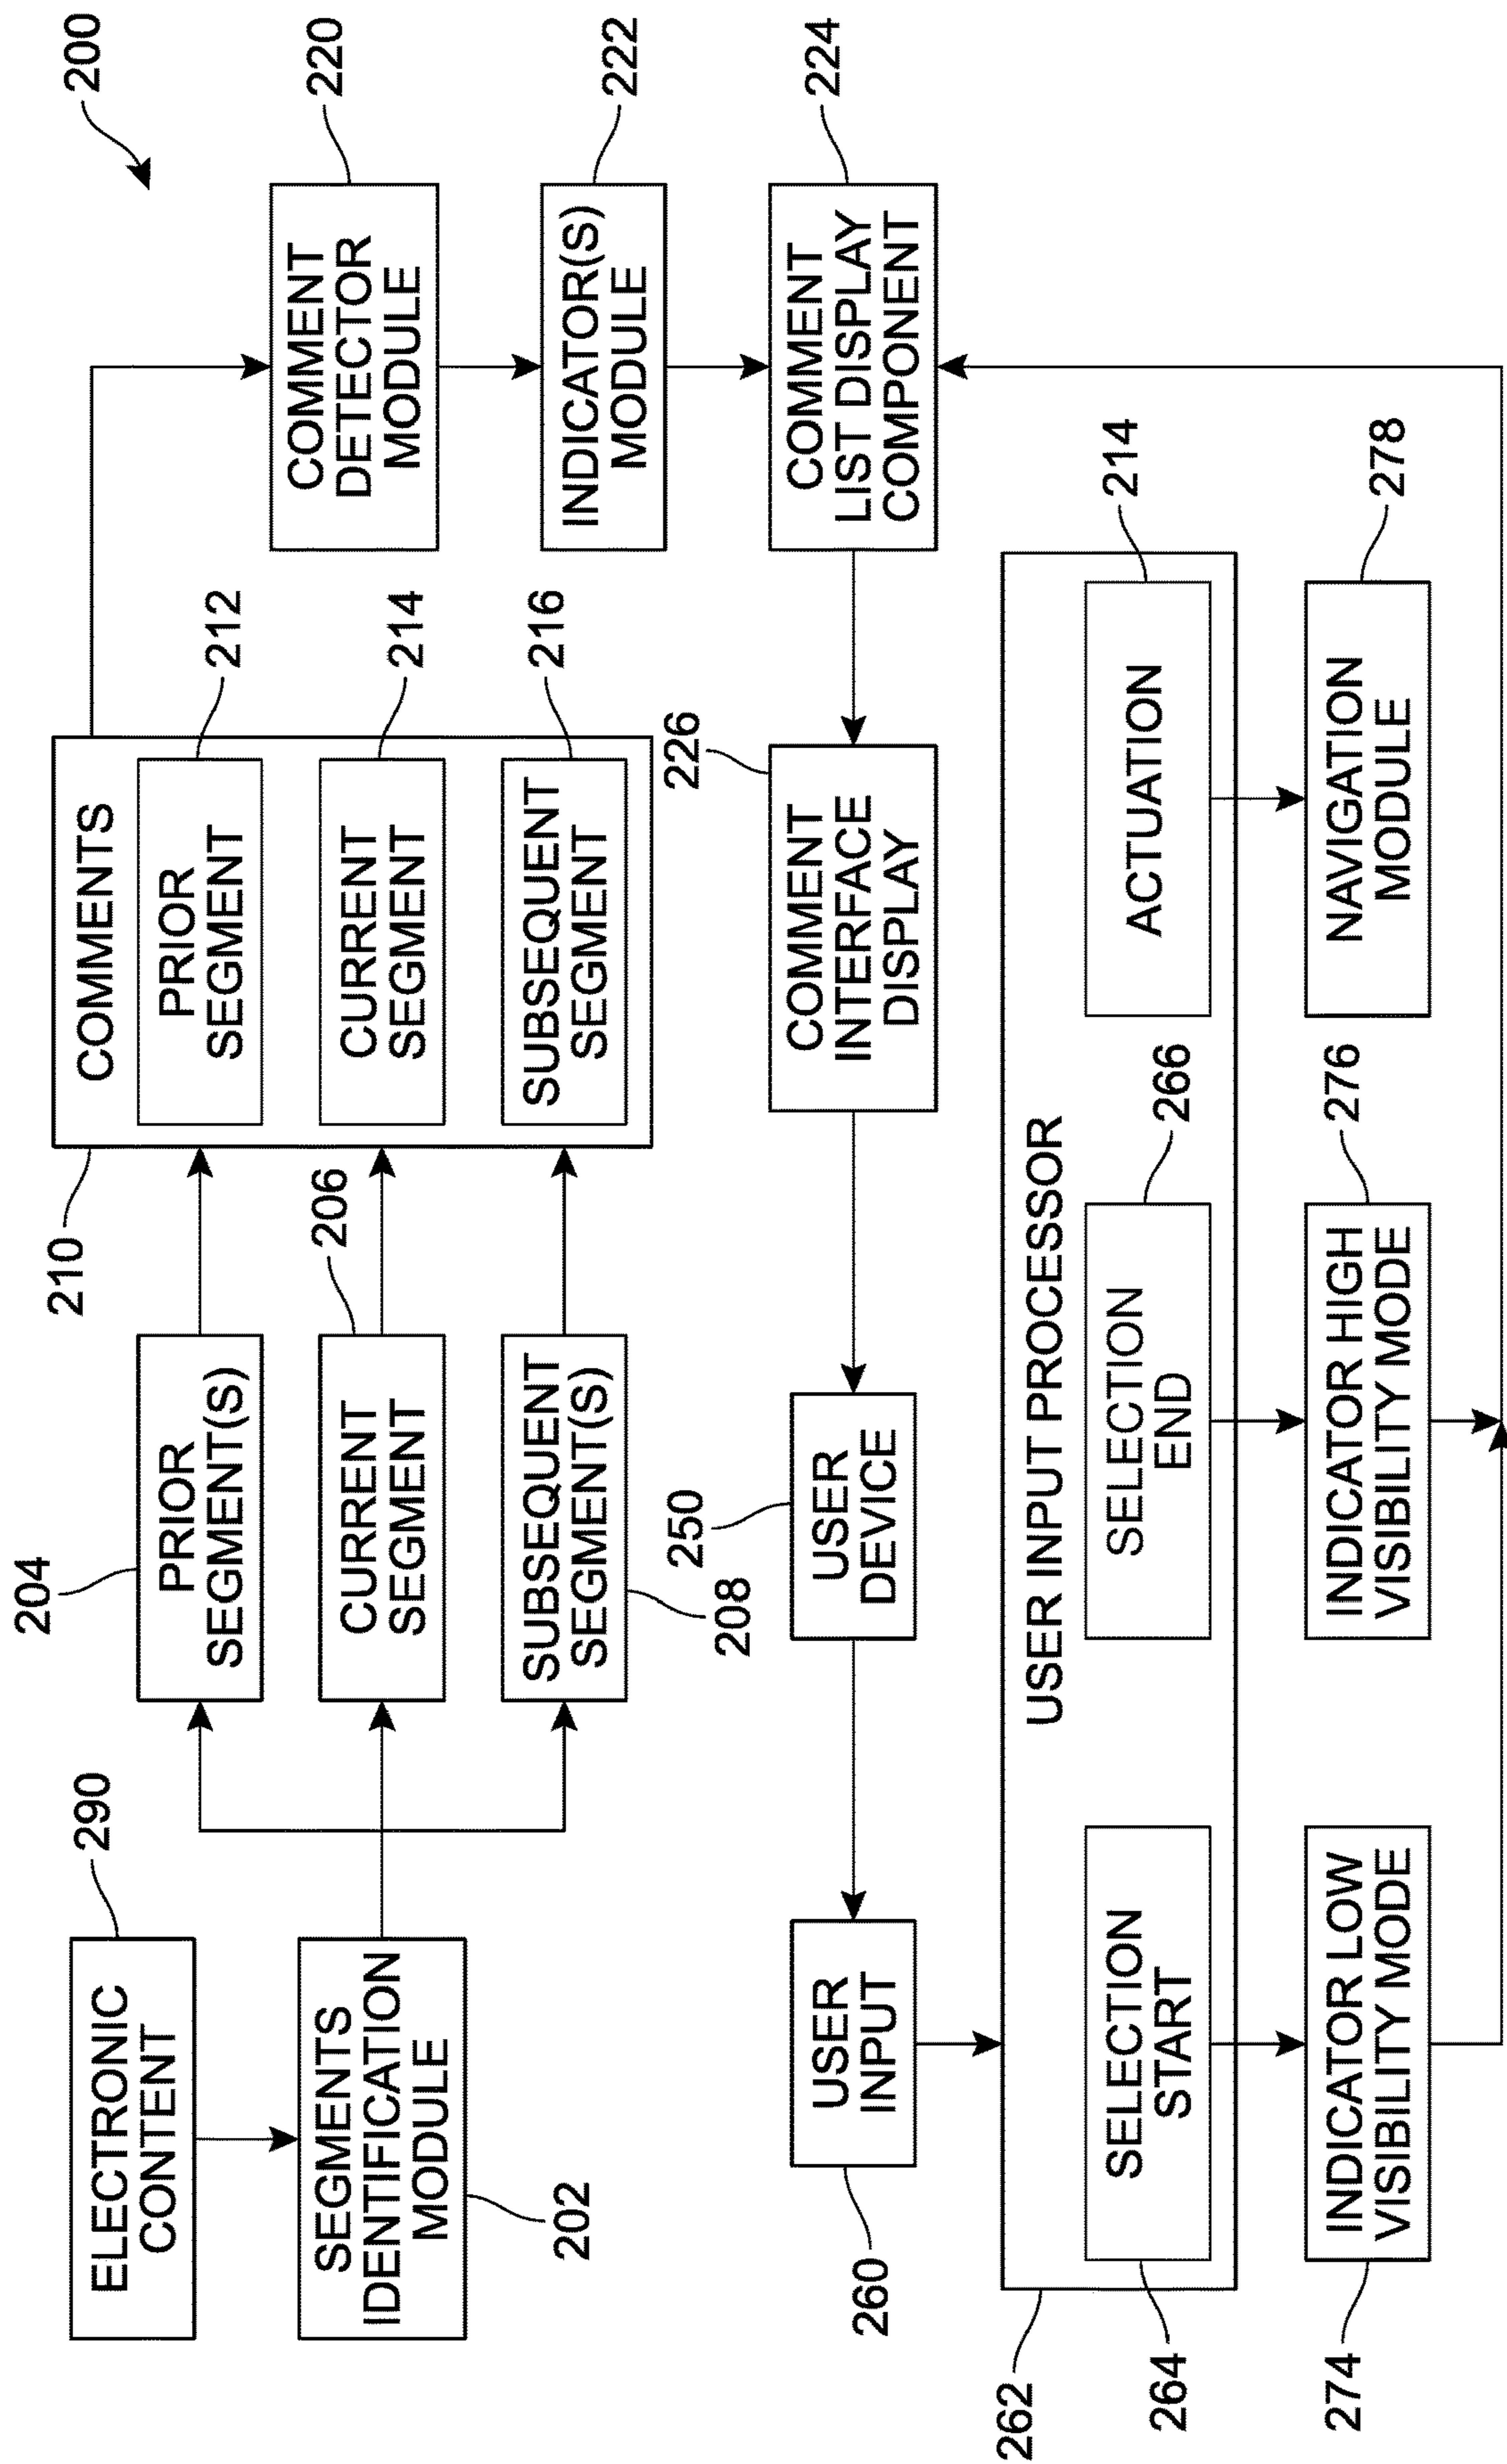 200
ELECTRONIC
CONTENT
290
SEGMENTS
IDENTIFICATION
MODULE
202
204
PRIOR
SEGMENT(S)
206
CURRENT
SEGMENT
SUBSEQUENT
SEGMENT(S)
208
210
COMMENTS
PRIOR
SEGMENT
212
CURRENT
SEGMENT
214
SUBSEQUENT
SEGMENT
216
COMMENT
DETECTOR
MODULE
220
INDICATOR(S)
MODULE
222
COMMENT
LIST DISPLAY
COMPONENT
224
226
COMMENT
INTERFACE
DISPLAY
250
USER
DEVICE
260
USER
INPUT
262
USER INPUT PROCESSOR
264
SELECTION
START
SELECTION
END
266
ACTUATION
214
274
INDICATOR LOW
VISIBILITY MODE
INDICATOR HIGH
VISIBILITY MODE
276
NAVIGATION
MODULE
278